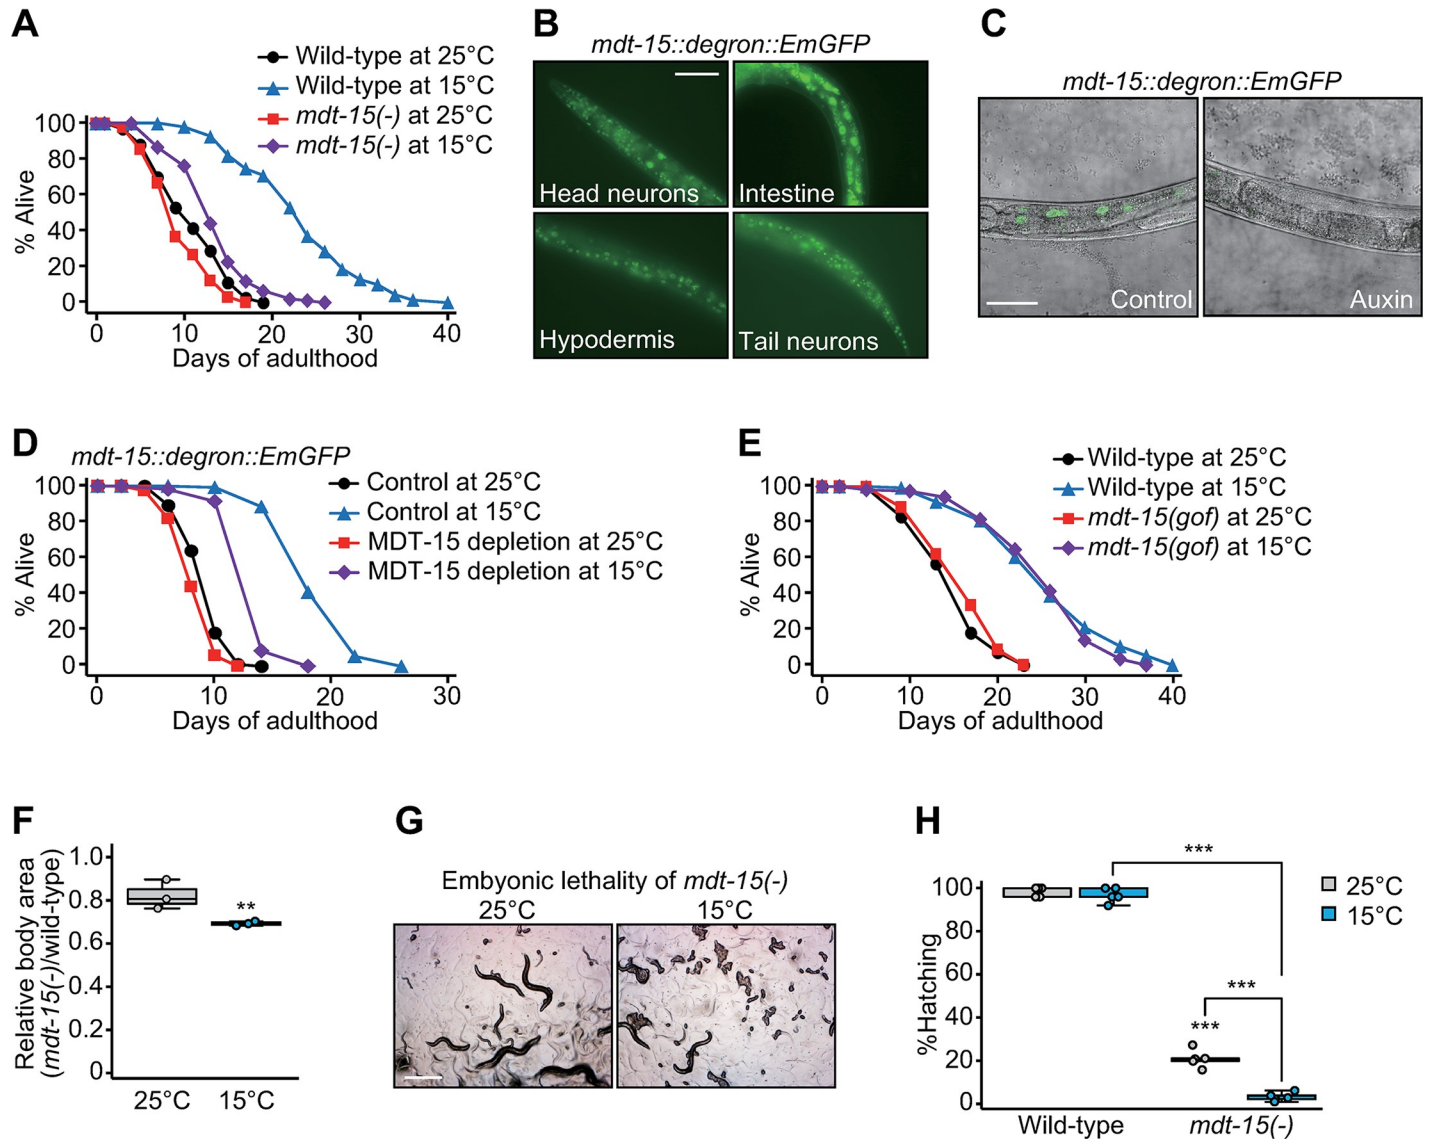 A
Wild-type at 25°C
Wild-type at 15°C
mdt-15(-) at 25°C
mdt-15(-) at 15°C
% Alive
100
80
60
40
20
0
0 10 20 30 40
Days of adulthood
B
mdt-15::degron::EmGFP
Head neurons
Intestine
Hypodermis
Tail neurons
C
mdt-15::degron::EmGFP
Control
Auxin
D
mdt-15::degron::EmGFP
Control at 25°C
Control at 15°C
MDT-15 depletion at 25°C
MDT-15 depletion at 15°C
% Alive
100
80
60
40
20
0
0 10 20 30
Days of adulthood
E
Wild-type at 25°C
Wild-type at 15°C
mdt-15(gof) at 25°C
mdt-15(gof) at 15°C
% Alive
100
80
60
40
20
0
0 10 20 30 40
Days of adulthood
F
Relative body area
(mdt-15(-)/wild-type)
1.0
0.8
0.6
0.4
0.2
0
**
25°C 15°C
G
Embyonic lethality of mdt-15(-)
25°C 15°C
H
%Hatching
100
80
60
40
20
0
***
***
***
25°C
15°C
Wild-type mdt-15(-)